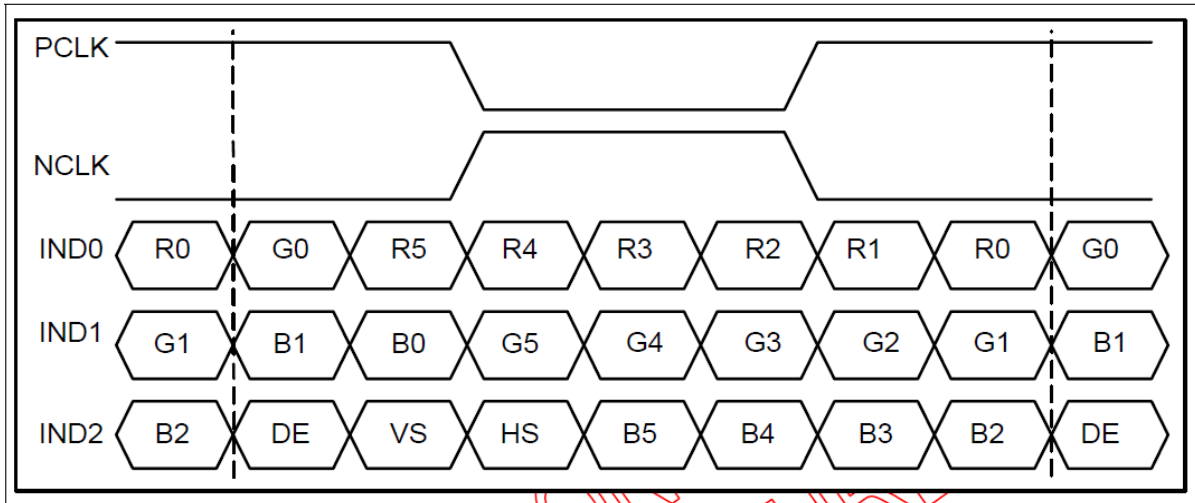 PCLK
NCLK
IND0 R0 G0 R5 R4 R3 R2 R1 R0 G0
IND1 G1 B1 B0 G5 G4 G3 G2 G1 B1
IND2 B2 DE VS HS B5 B4 B3 B2 DE